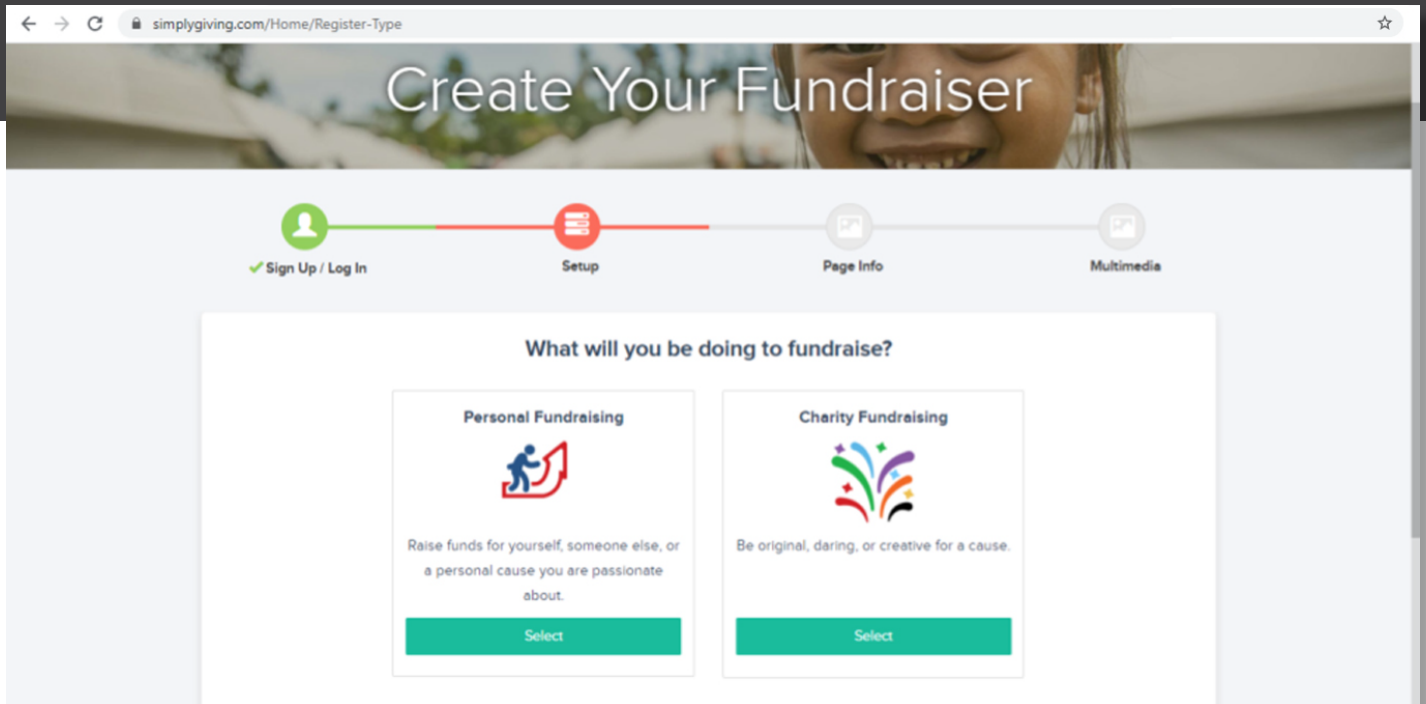 simplygiving.com/Home/Register-Type
Create Your Fundraiser
Sign Up / Log In
Setup
Page Info
Multimedia
What will you be doing to fundraise?
Personal Fundraising
Raise funds for yourself, someone else, or
a personal cause you are passionate
about.
Select
Charity Fundraising
Be original, daring, or creative for a cause.
Select